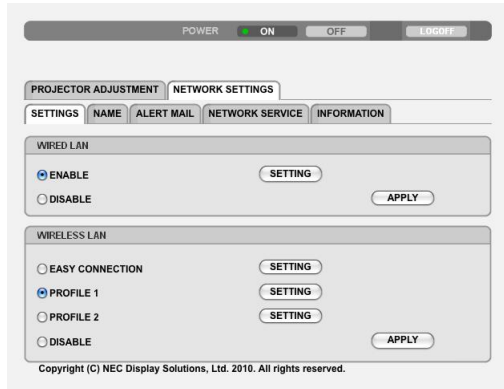 POWER ON OFF LOGOFF
PROJECTOR ADJUSTMENT NETWORK SETTINGS
SETTINGS NAME ALERT MAIL NETWORK SERVICE INFORMATION
WIRED LAN
ENABLE SETTING
DISABLE APPLY
WIRELESS LAN
EASY CONNECTION SETTING
PROFILE 1 SETTING
PROFILE 2 SETTING
DISABLE APPLY
Copyright (C) NEC Display Solutions, Ltd. 2010. All rights reserved.